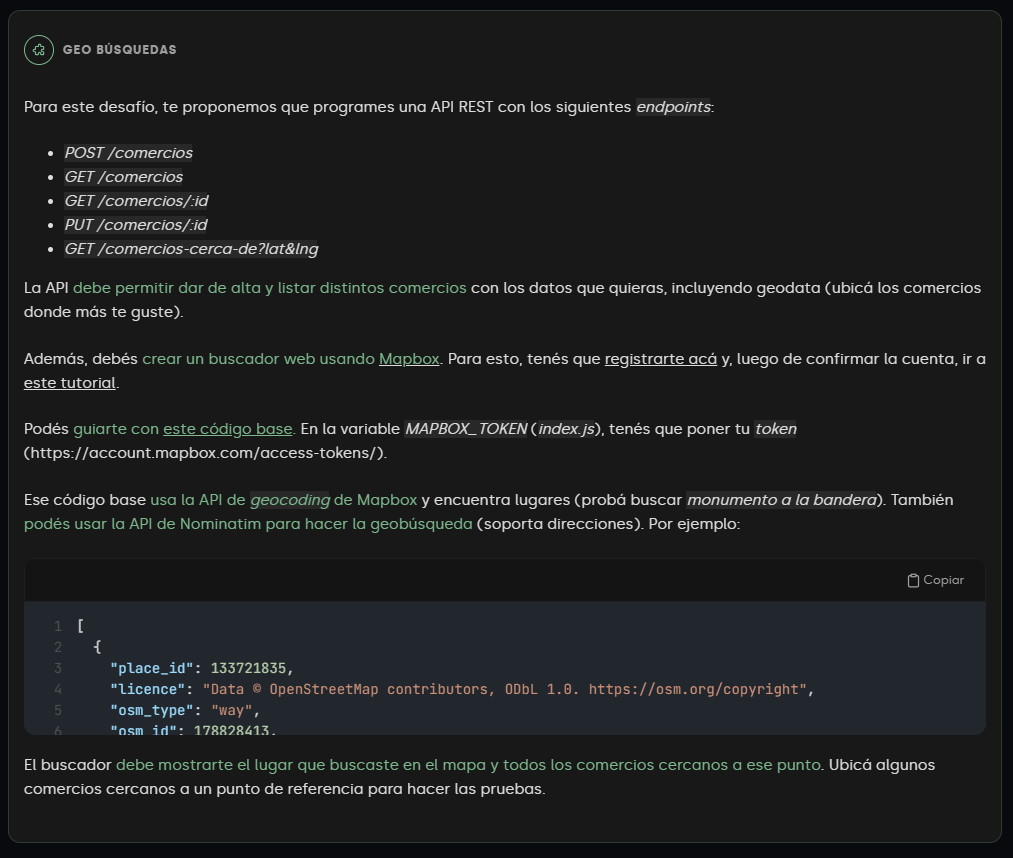 GEO BÚSQUEDAS
Para este desafío, te proponemos que programes una API REST con los siguientes endpoints:
• POST /comercios
• GET /comercios
• GET /comercios/:id
• PUT /comercios/:id
• GET /comercios-cerca-de?lat&lng
La API debe permitir dar de alta y listar distintos comercios con los datos que quieras, incluyendo geodata (ubicá los comercios
donde más te guste).
Además, debés crear un buscador web usando Mapbox. Para esto, tenés que registrarte acá y, luego de confirmar la cuenta, ir a
este tutorial.
Podés guiarte con este código base. En la variable MAPBOX_TOKEN (index.js), tenés que poner tu token
(https://account.mapbox.com/access-tokens/).
Ese código base usa la API de geocoding de Mapbox y encuentra lugares (probá buscar monumento a la bandera). También
podés usar la API de Nominatim para hacer la geobúsqueda (soporta direcciones). Por ejemplo:
Copiar
1 [
2 {
3 "place_id": 133721835,
4 "licence": "Data © OpenStreetMap contributors, ODbL 1.0. https://osm.org/copyright",
5 "osm_type": "way",
6 "osm_id": 178828413,
El buscador debe mostrarte el lugar que buscaste en el mapa y todos los comercios cercanos a ese punto. Ubicá algunos
comercios cercanos a un punto de referencia para hacer las pruebas.